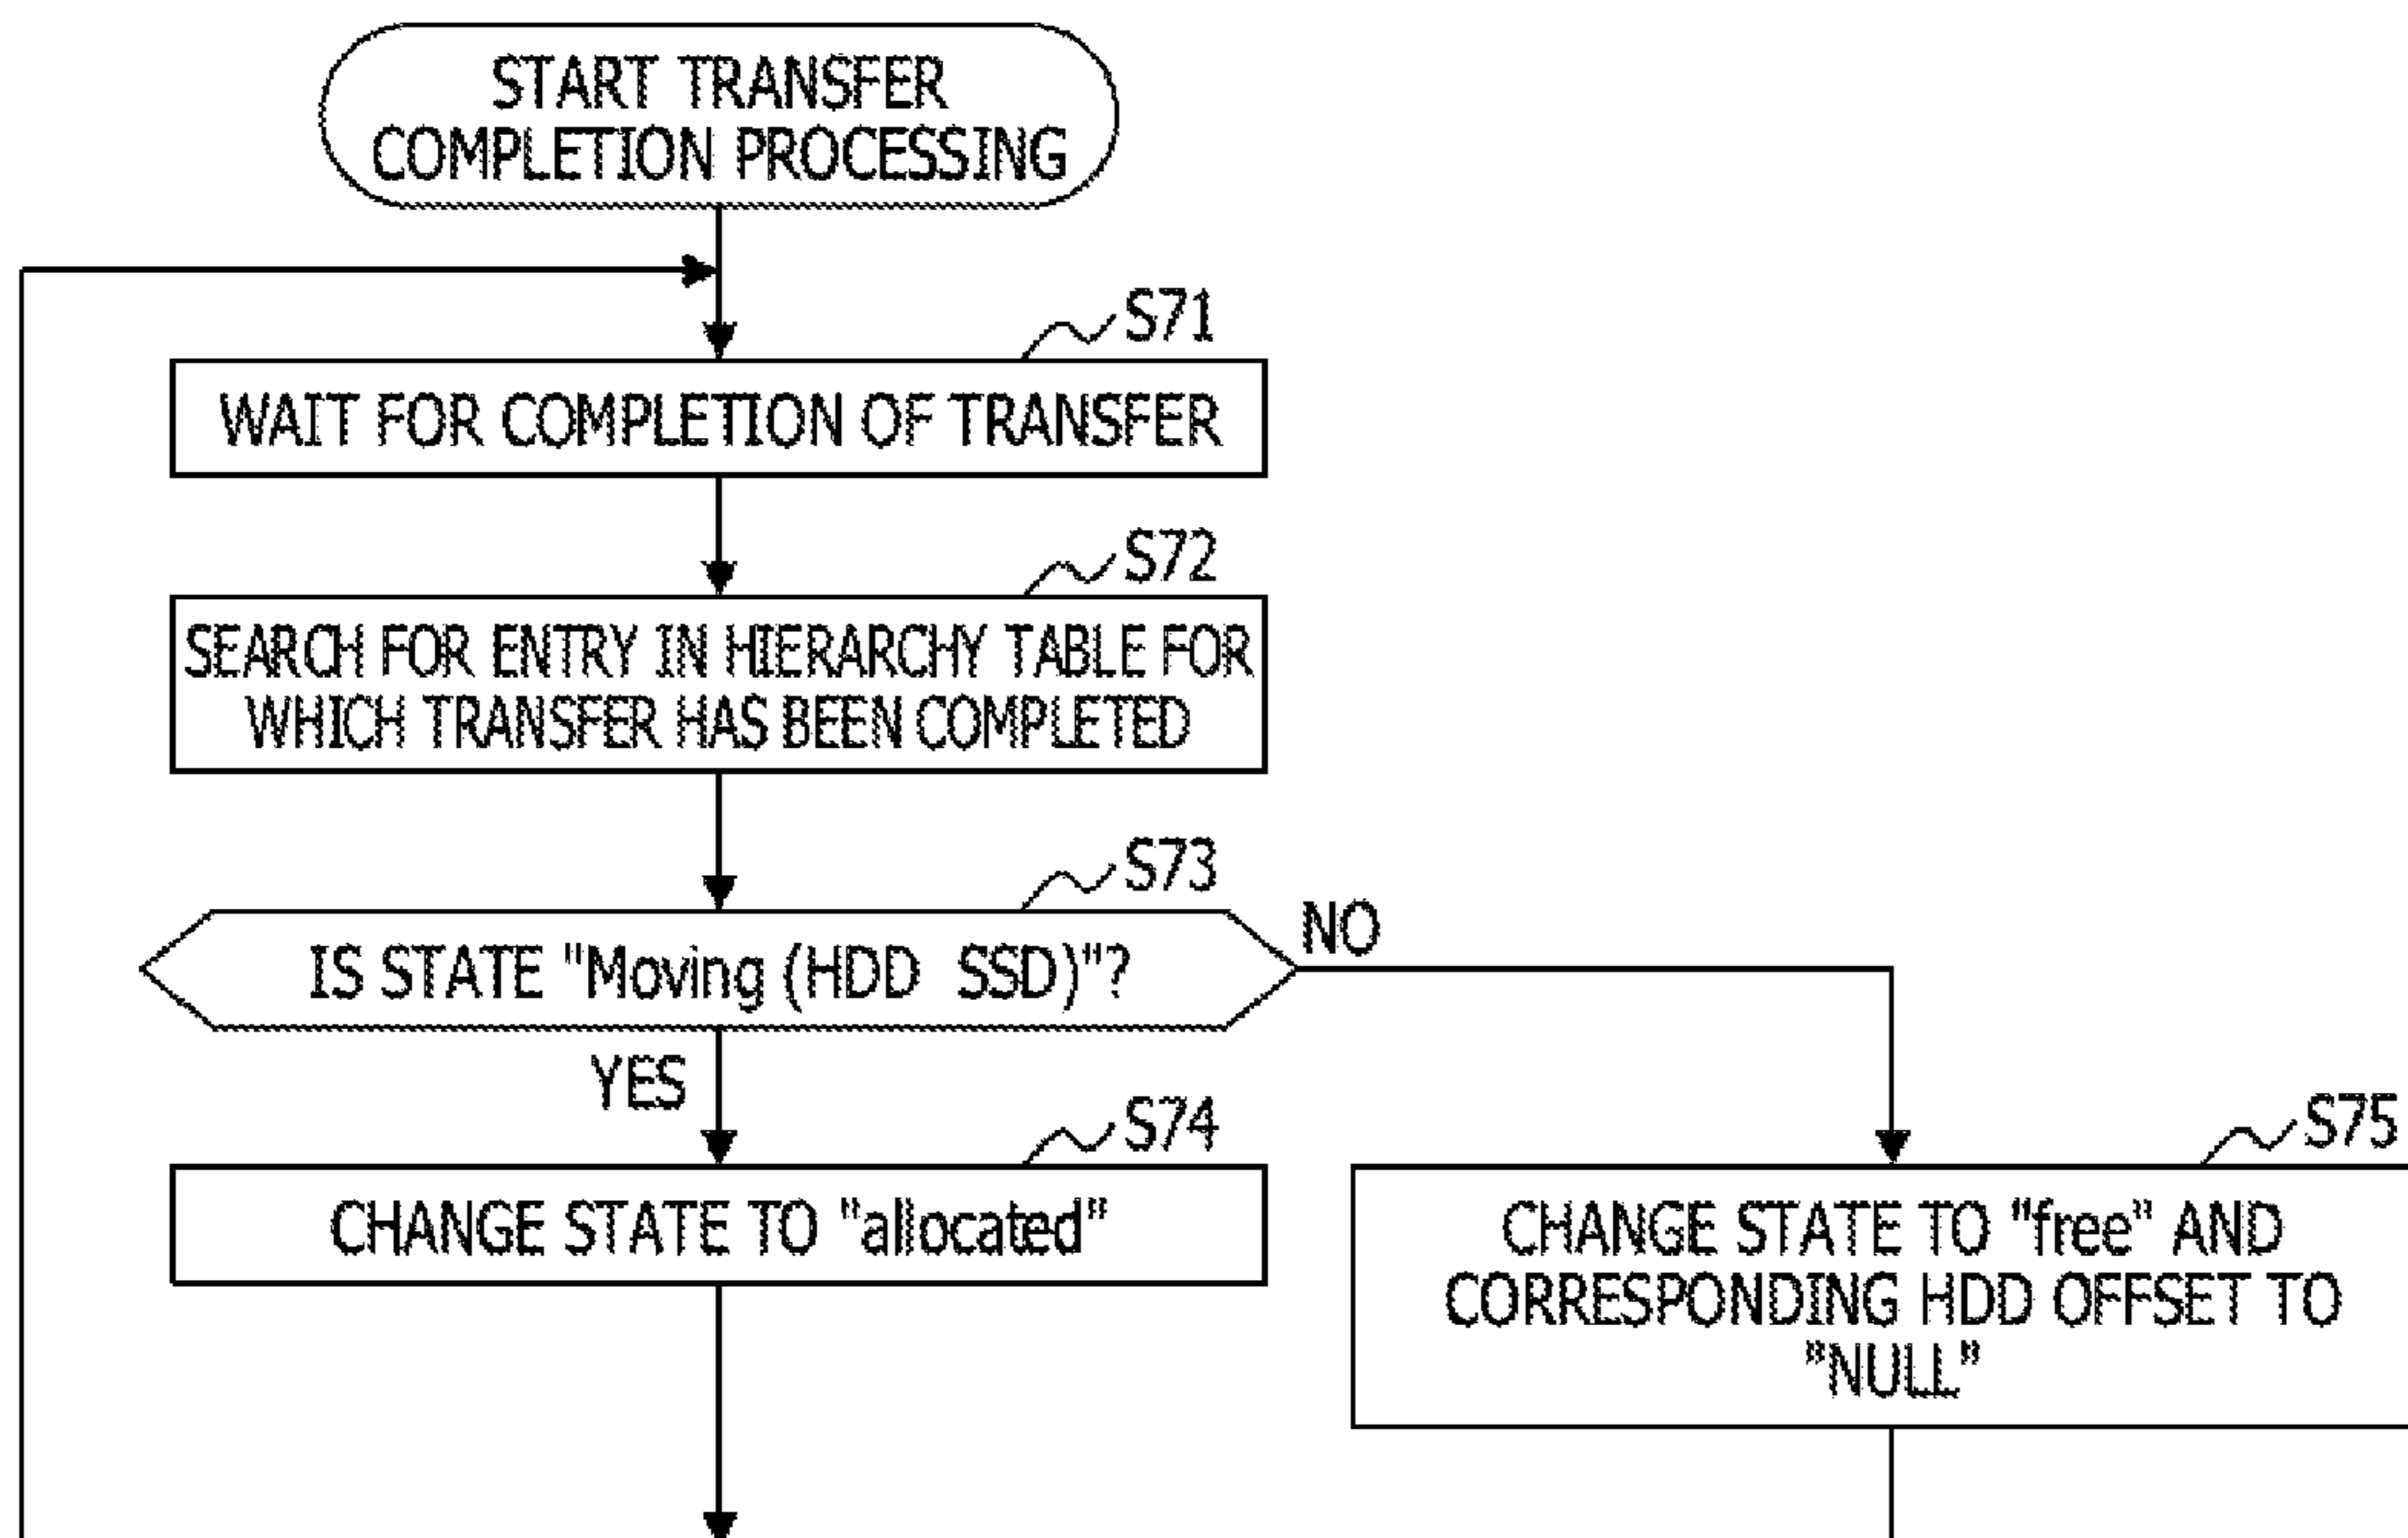 START TRANSFER
COMPLETION PROCESSING
S71
WAIT FOR COMPLETION OF TRANSFER
S72
SEARCH FOR ENTRY IN HIERARCHY TABLE FOR
WHICH TRANSFER HAS BEEN COMPLETED
S73
IS STATE "Moving (HDD  SSD)"?
NO
YES
S74
CHANGE STATE TO "allocated"
S75
CHANGE STATE TO "free" AND
CORRESPONDING HDD OFFSET TO
"NULL"